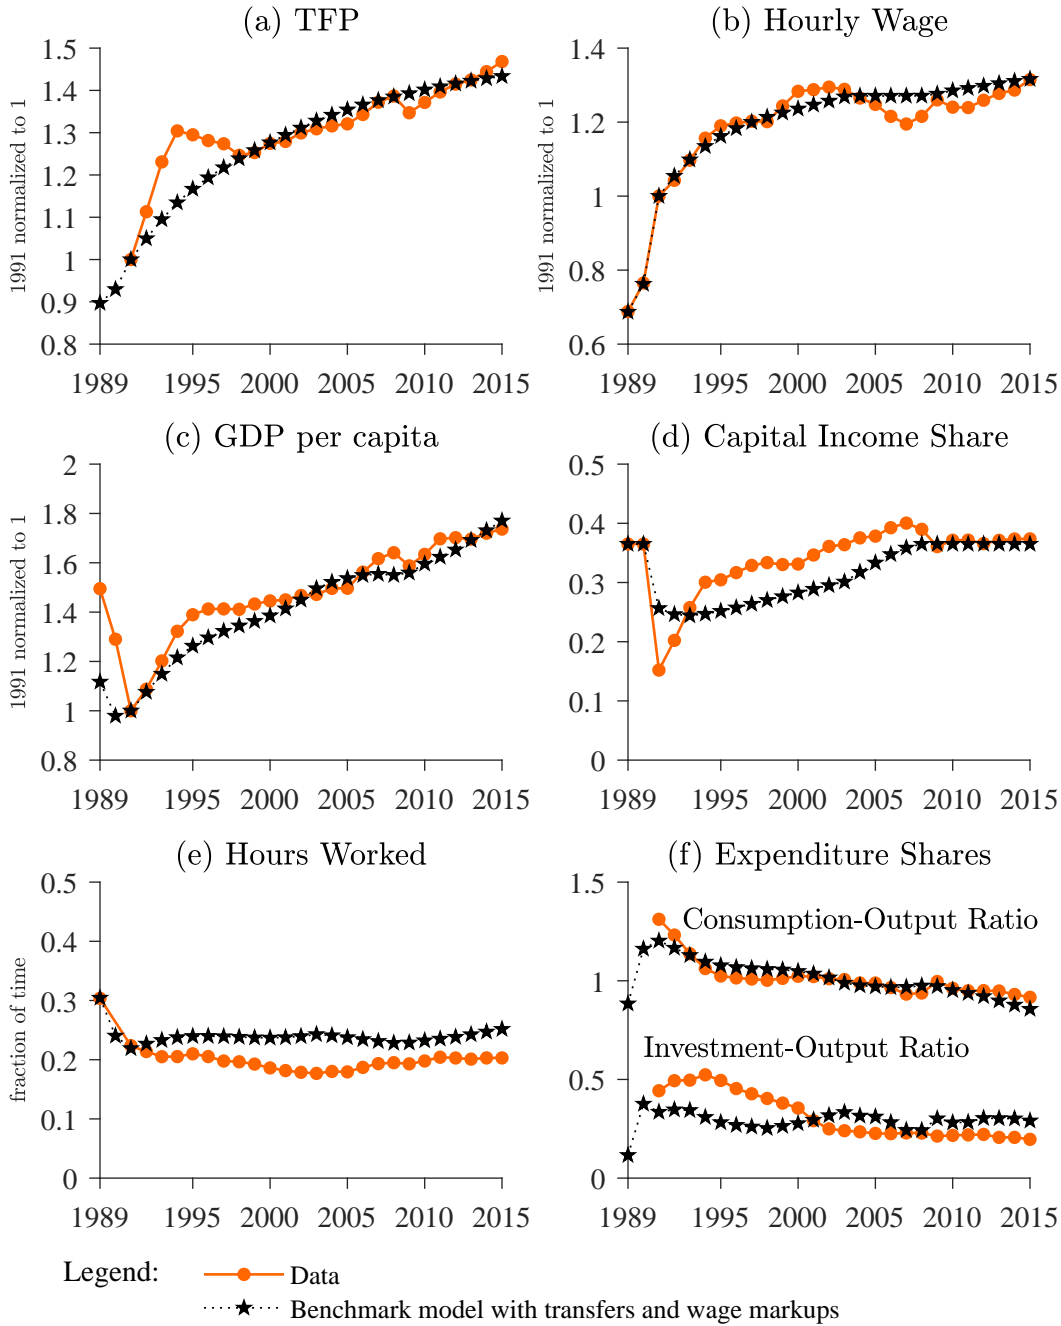 (a) TFP
(b) Hourly Wage
1991 normalized to 1
1.5
1.4
1.3
1.2
1.1
1
0.9
0.8
1989 1995 2000 2005 2010 2015
1991 normalized to 1
1.4
1.2
1
0.8
0.6
1989 1995 2000 2005 2010 2015
(c) GDP per capita
(d) Capital Income Share
1991 normalized to 1
2
1.8
1.6
1.4
1.2
1
0.8
1989 1995 2000 2005 2010 2015
0.5
0.4
0.3
0.2
0.1
0
1989 1995 2000 2005 2010 2015
(e) Hours Worked
(f) Expenditure Shares
fraction of time
0.5
0.4
0.3
0.2
0.1
0
1989 1995 2000 2005 2010 2015
1.5
1
0.5
0
Consumption-Output Ratio
Investment-Output Ratio
1989 1995 2000 2005 2010 2015
Legend:
Data
Benchmark model with transfers and wage markups